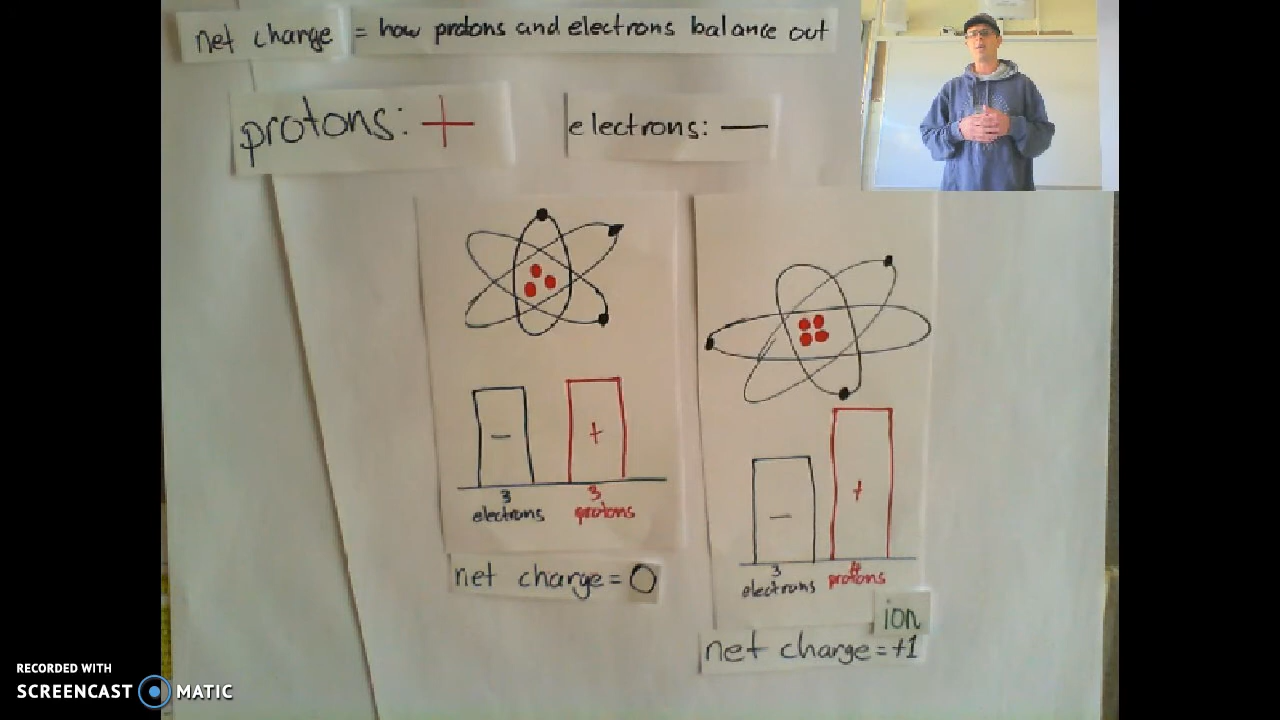 net charge = how protons and electrons balance out
protons: +
electrons: −
− +
3 3
electrons protons
net charge = 0
− +
3 4
electrons protons
ion
net charge = +1
RECORDED WITH
SCREENCAST MATIC